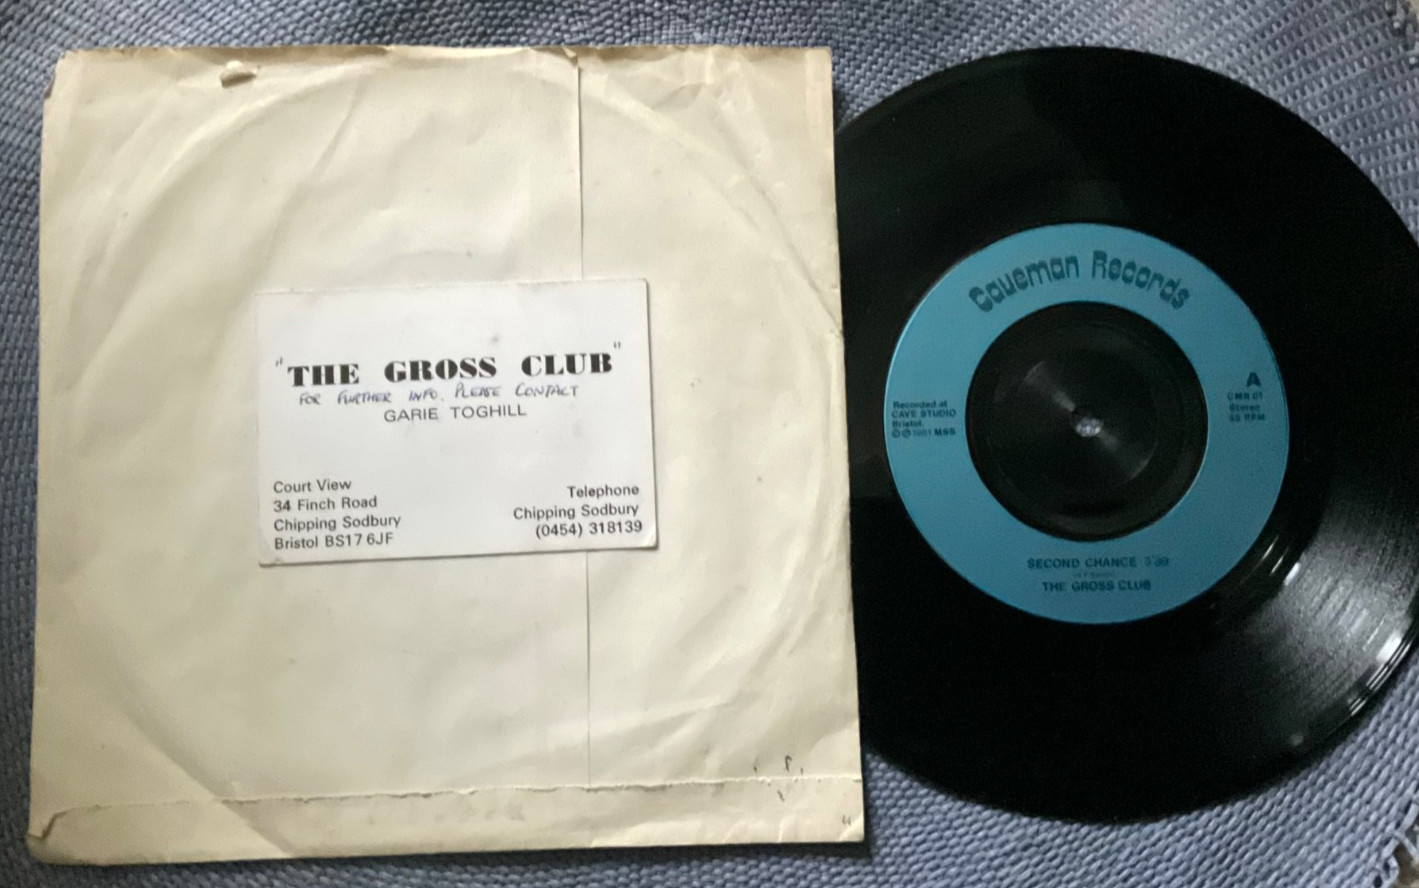 "THE GROSS CLUB"
FOR FURTHER INFO. PLEASE CONTACT
GARIE TOGHILL
Court View
34 Finch Road
Chipping Sodbury
Bristol BS17 6JF
Telephone
Chipping Sodbury
(0454) 318139
Caveman Records
Recorded at
CAVE STUDIO
Bristol.
A
Stereo
SECOND CHANCE
THE GROSS CLUB